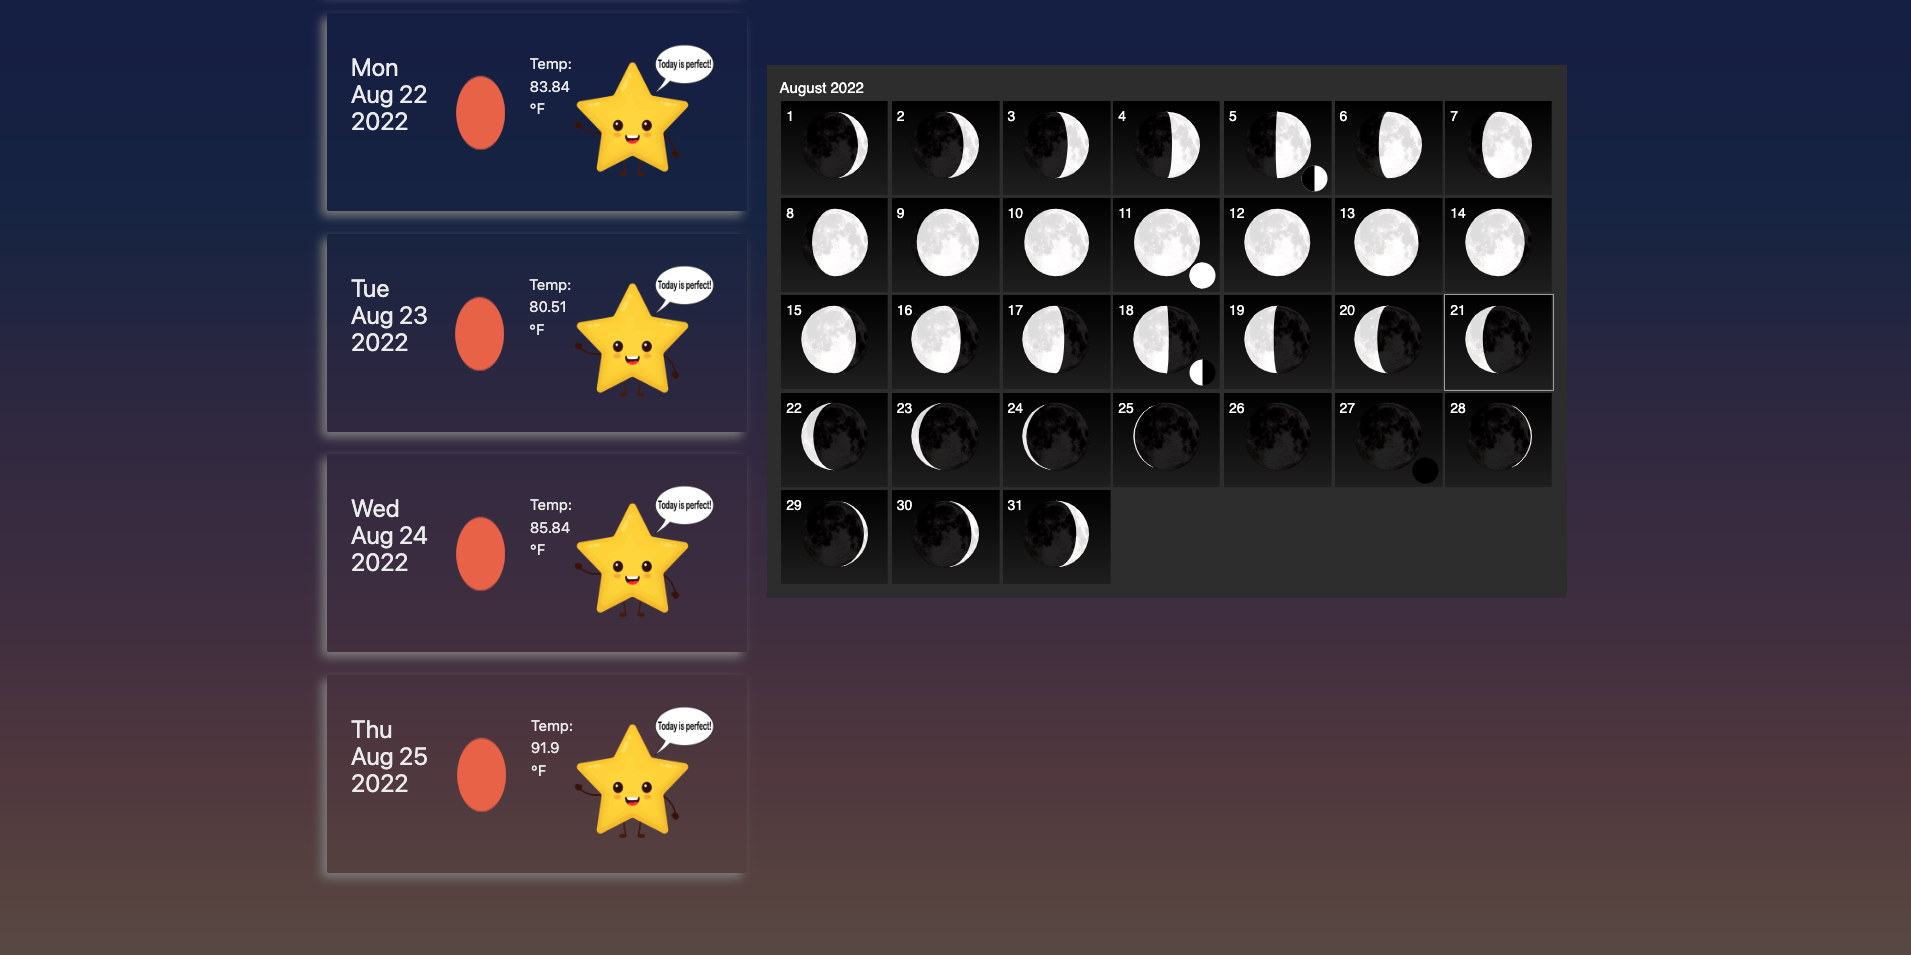 Mon
Aug 22
2022
Temp:
83.84
°F
Today is perfect!
Tue
Aug 23
2022
Temp:
80.51
°F
Today is perfect!
Wed
Aug 24
2022
Temp:
85.84
°F
Today is perfect!
Thu
Aug 25
2022
Temp:
91.9
°F
Today is perfect!
August 2022
1 2 3 4 5 6 7
8 9 10 11 12 13 14
15 16 17 18 19 20 21
22 23 24 25 26 27 28
29 30 31